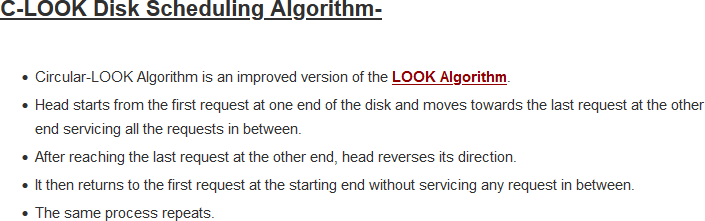 C-LOOK Disk Scheduling Algorithm-
• Circular-LOOK Algorithm is an improved version of the LOOK Algorithm.
• Head starts from the first request at one end of the disk and moves towards the last request at the other
end servicing all the requests in between.
• After reaching the last request at the other end, head reverses its direction.
• It then returns to the first request at the starting end without servicing any request in between.
• The same process repeats.